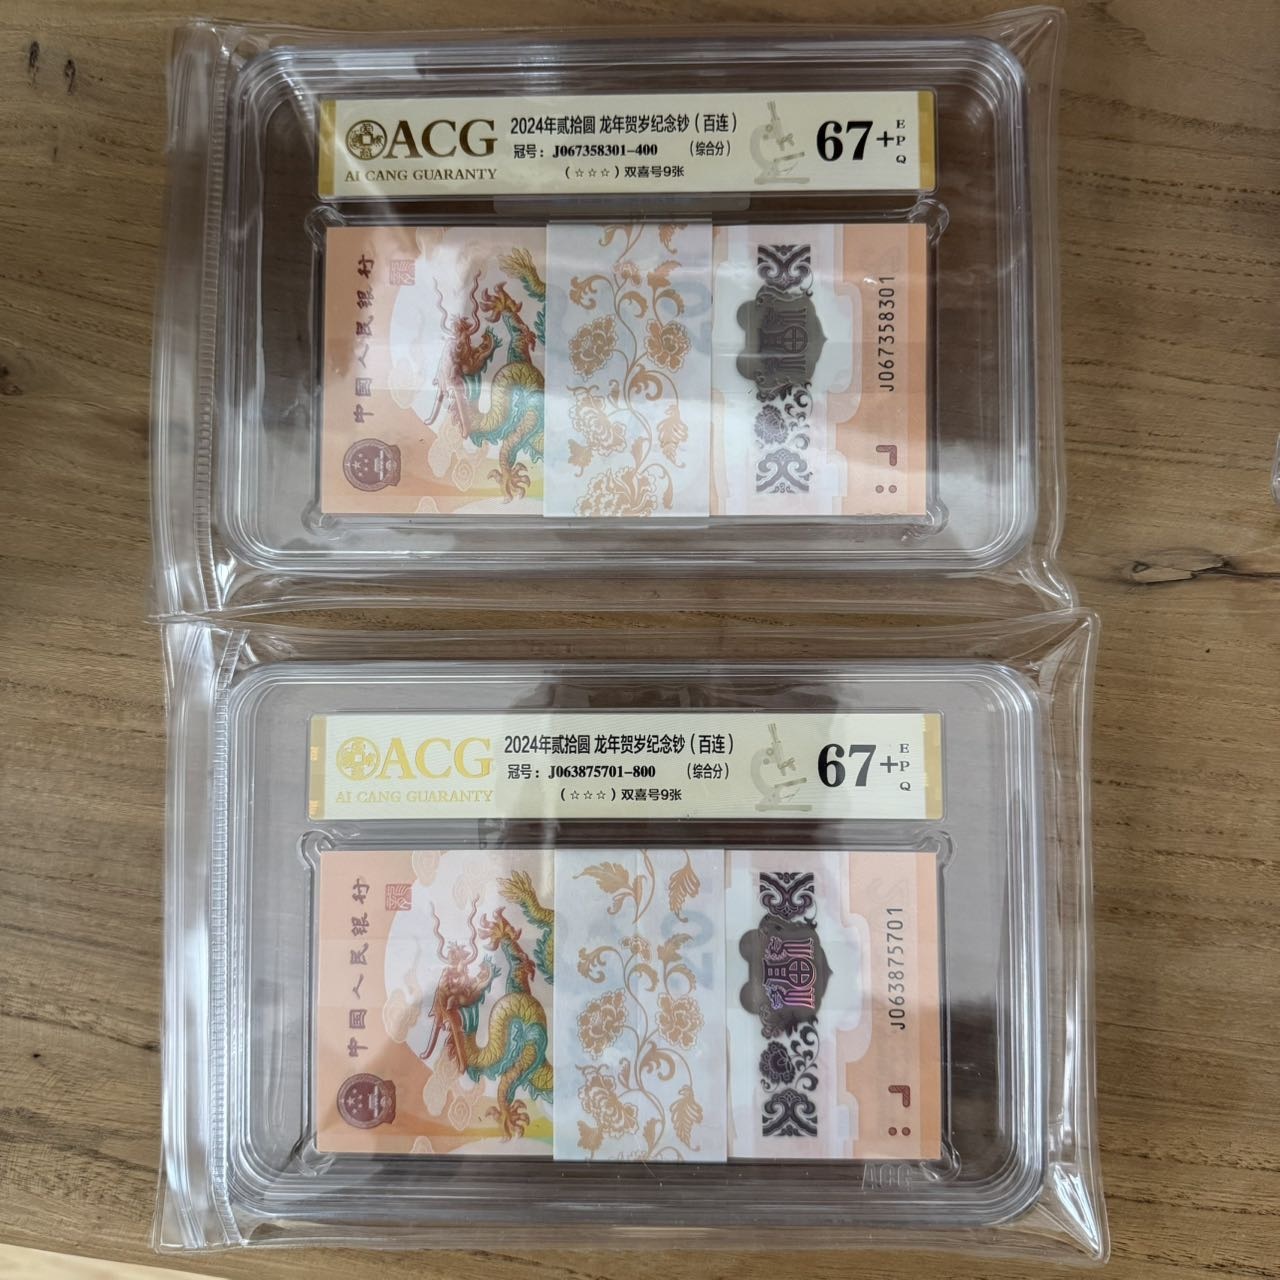 ACG
AI CANG GUARANTY
2024年贰拾圆 龙年贺岁纪念钞（百连）
冠号：J067358301-400 （综合分）
（☆☆☆）双喜号9张
67+
EPQ
中国人民银行
J067358301
ACG
AI CANG GUARANTY
2024年贰拾圆 龙年贺岁纪念钞（百连）
冠号：J063875701-800 （综合分）
（☆☆☆）双喜号9张
67+
EPQ
中国人民银行
福
J063875701
ACG